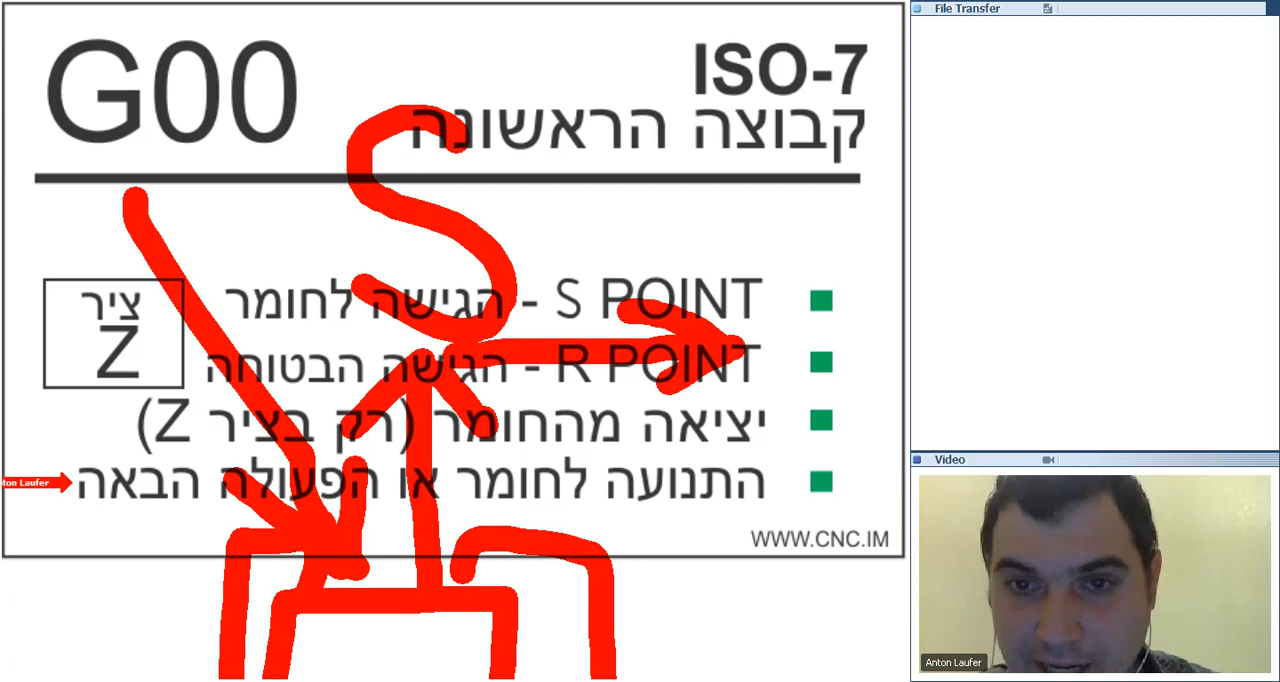 G00
ISO-7
קבוצה הראשונה
S
ציר
Z
S POINT - הגישה לחומר
R POINT - הגישה הבטוחה
יציאה מהחומר (רק בציר Z)
התנועה לחומר או הפעולה הבאה
WWW.CNC.IM
ton Laufer
File Transfer
Video
Anton Laufer